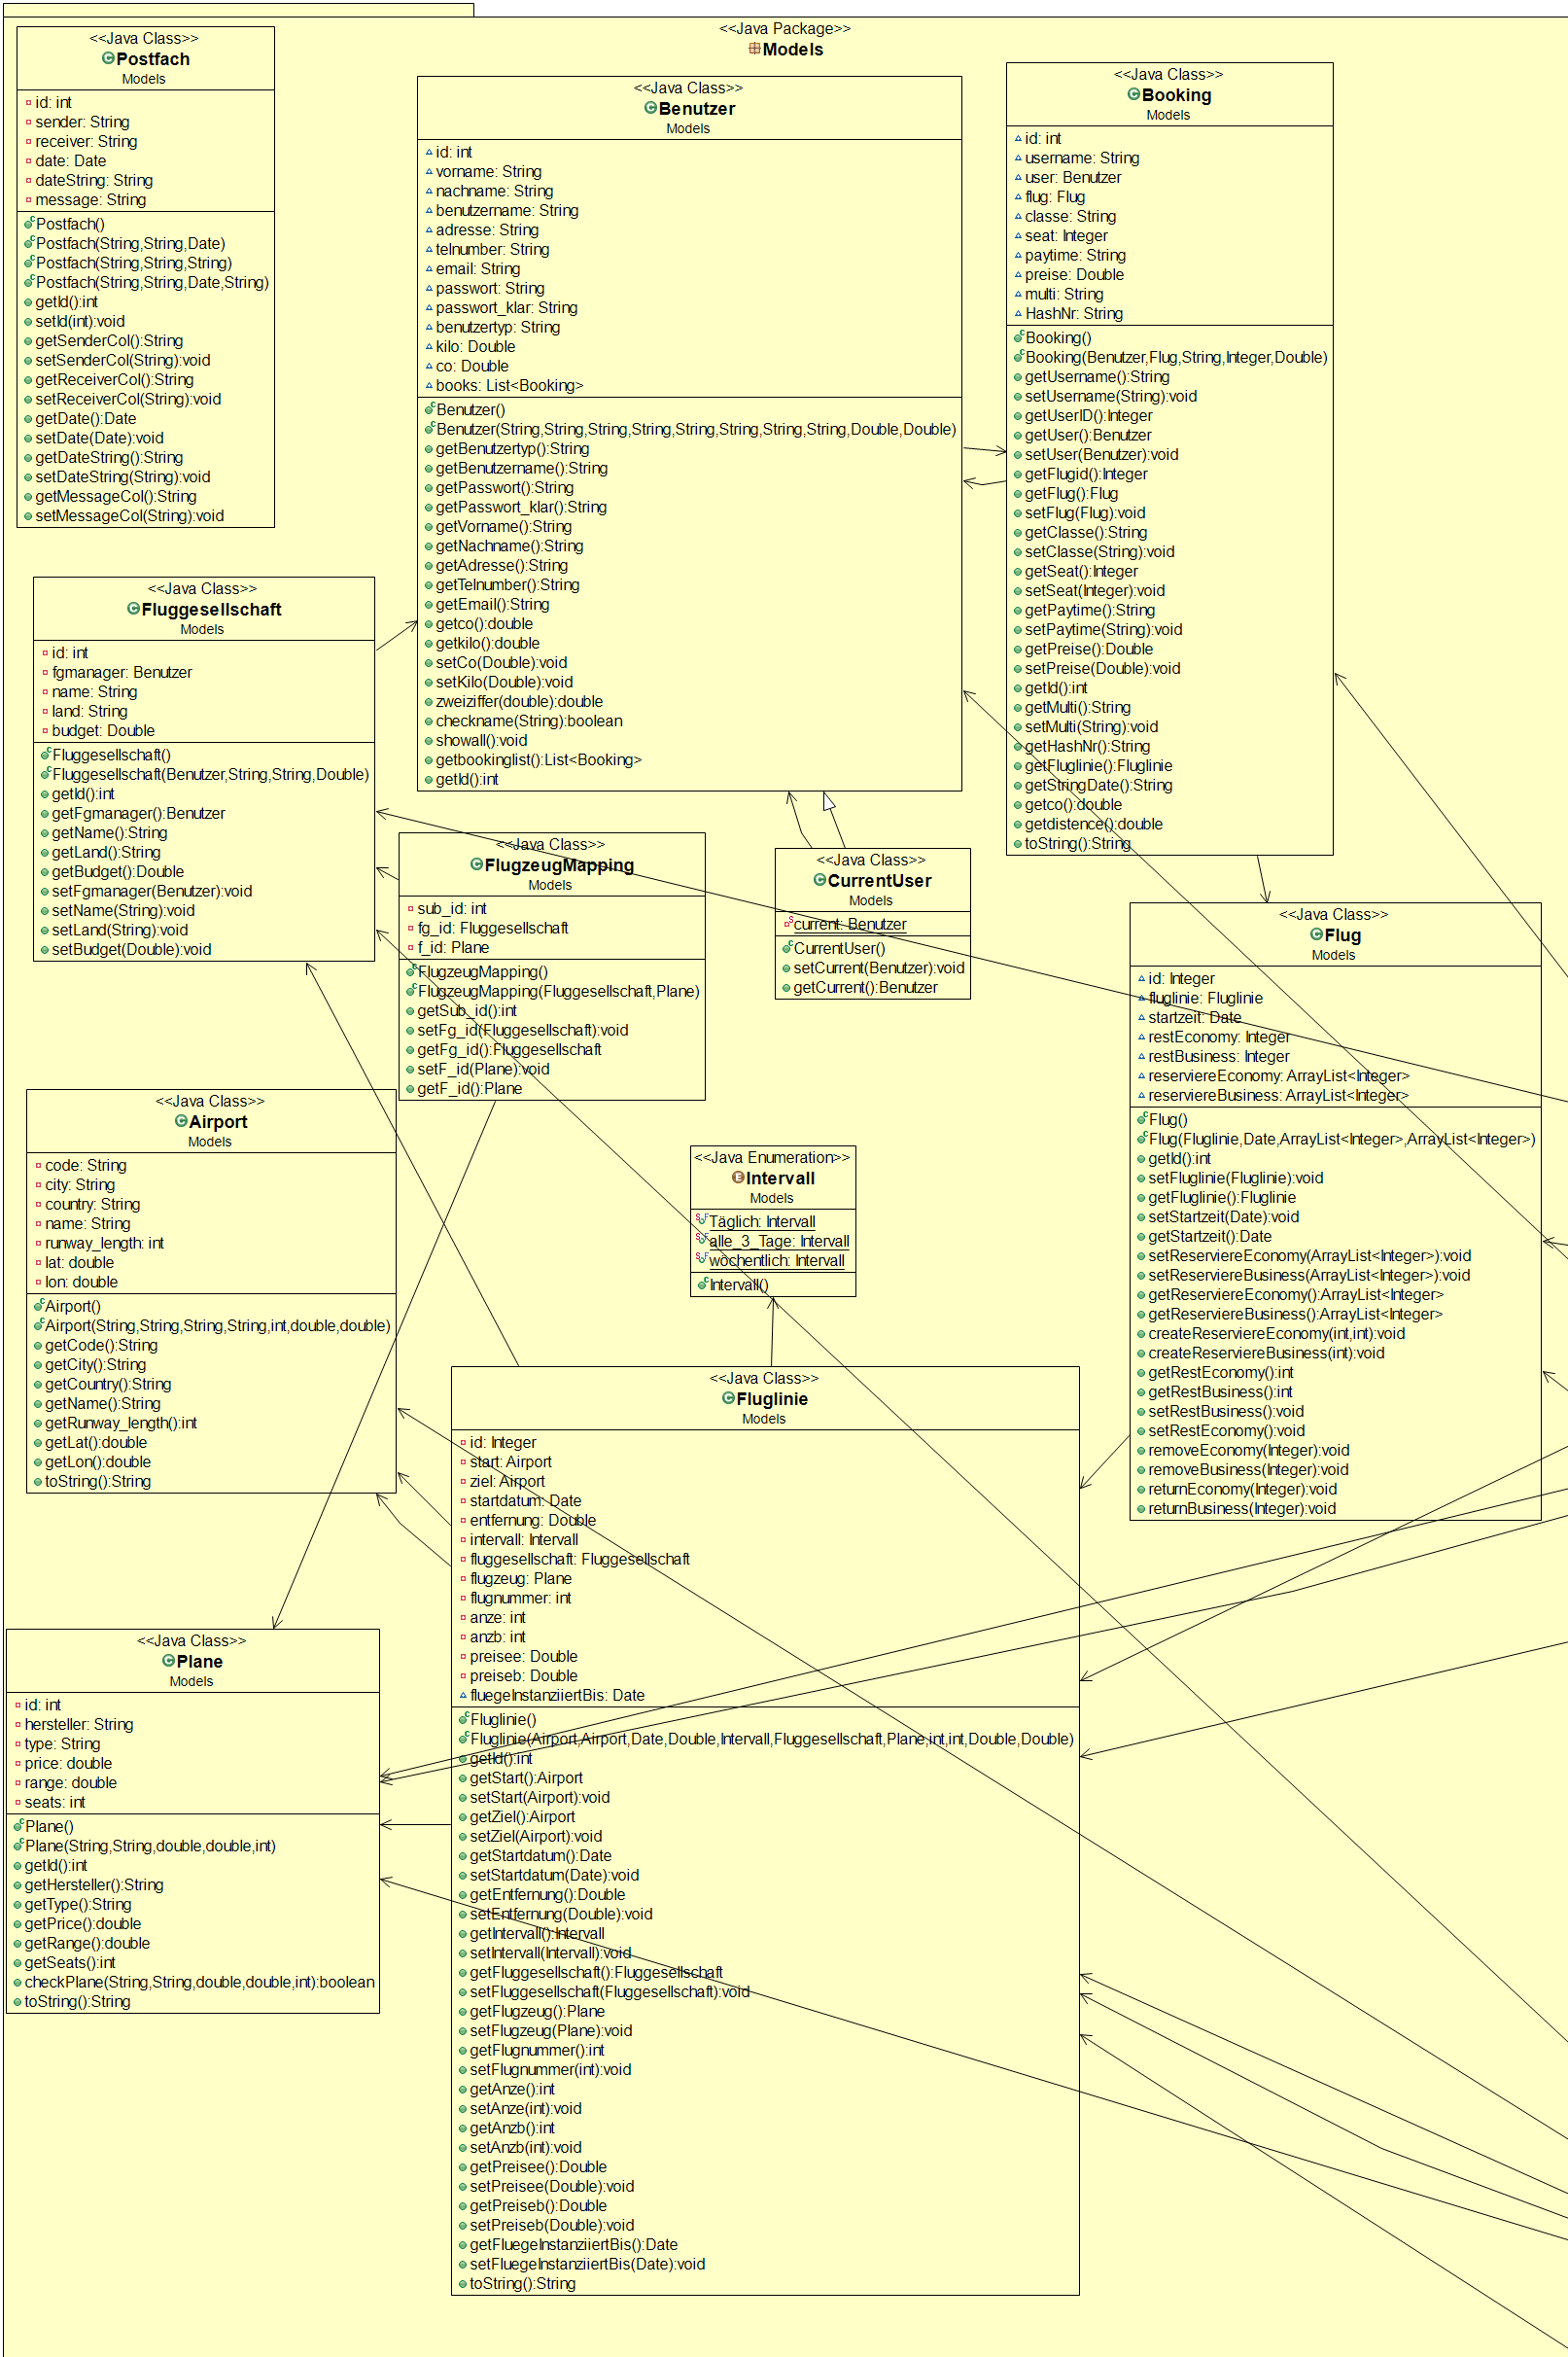 <<Java Package>>
Models
<<Java Class>>
Postfach
Models
id: int
sender: String
receiver: String
date: Date
dateString: String
message: String
Postfach()
Postfach(String,String,Date)
Postfach(String,String,String)
Postfach(String,String,Date,String)
getId():int
setId(int):void
getSenderCol():String
setSenderCol(String):void
getReceiverCol():String
setReceiverCol(String):void
getDate():Date
setDate(Date):void
getDateString():String
setDateString(String):void
getMessageCol():String
setMessageCol(String):void
<<Java Class>>
Benutzer
Models
id: int
vorname: String
nachname: String
benutzername: String
adresse: String
telnumber: String
email: String
passwort: String
passwort_klar: String
benutzertyp: String
kilo: Double
co: Double
books: List<Booking>
Benutzer()
Benutzer(String,String,String,String,String,String,String,String,Double,Double)
getBenutzertyp():String
getBenutzername():String
getPasswort():String
getPasswort_klar():String
getVorname():String
getNachname():String
getAdresse():String
getTelnumber():String
getEmail():String
getco():double
getkilo():double
setCo(Double):void
setKilo(Double):void
zweiziffer(double):double
checkname(String):boolean
showall():void
getbookinglist():List<Booking>
getId():int
<<Java Class>>
Booking
Models
id: int
username: String
user: Benutzer
flug: Flug
classe: String
seat: Integer
paytime: String
preise: Double
multi: String
HashNr: String
Booking()
Booking(Benutzer,Flug,String,Integer,Double)
getUsername():String
setUsername(String):void
getUserID():Integer
getUser():Benutzer
setUser(Benutzer):void
getFlugid():Integer
getFlug():Flug
setFlug(Flug):void
getClasse():String
setClasse(String):void
getSeat():Integer
setSeat(Integer):void
getPaytime():String
setPaytime(String):void
getPreise():Double
setPreise(Double):void
getId():int
getMulti():String
setMulti(String):void
getHashNr():String
getFluglinie():Fluglinie
getStringDate():String
getco():double
getdistence():double
toString():String
<<Java Class>>
Fluggesellschaft
Models
id: int
fgmanager: Benutzer
name: String
land: String
budget: Double
Fluggesellschaft()
Fluggesellschaft(Benutzer,String,String,Double)
getId():int
getFgmanager():Benutzer
getName():String
getLand():String
getBudget():Double
setFgmanager(Benutzer):void
setName(String):void
setLand(String):void
setBudget(Double):void
<<Java Class>>
FlugzeugMapping
Models
sub_id: int
fg_id: Fluggesellschaft
f_id: Plane
FlugzeugMapping()
FlugzeugMapping(Fluggesellschaft,Plane)
getSub_id():int
setFg_id(Fluggesellschaft):void
getFg_id():Fluggesellschaft
setF_id(Plane):void
getF_id():Plane
<<Java Class>>
CurrentUser
Models
current: Benutzer
CurrentUser()
setCurrent(Benutzer):void
getCurrent():Benutzer
<<Java Class>>
Flug
Models
id: Integer
fluglinie: Fluglinie
startzeit: Date
restEconomy: Integer
restBusiness: Integer
reserviereEconomy: ArrayList<Integer>
reserviereBusiness: ArrayList<Integer>
Flug()
Flug(Fluglinie,Date,ArrayList<Integer>,ArrayList<Integer>)
getId():int
setFluglinie(Fluglinie):void
getFluglinie():Fluglinie
setStartzeit(Date):void
getStartzeit():Date
setReserviereEconomy(ArrayList<Integer>):void
setReserviereBusiness(ArrayList<Integer>):void
getReserviereEconomy():ArrayList<Integer>
getReserviereBusiness():ArrayList<Integer>
createReserviereEconomy(int,int):void
createReserviereBusiness(int):void
getRestEconomy():int
getRestBusiness():int
setRestBusiness():void
setRestEconomy():void
removeEconomy(Integer):void
removeBusiness(Integer):void
returnEconomy(Integer):void
returnBusiness(Integer):void
<<Java Class>>
Airport
Models
code: String
city: String
country: String
name: String
runway_length: int
lat: double
lon: double
Airport()
Airport(String,String,String,String,int,double,double)
getCode():String
getCity():String
getCountry():String
getName():String
getRunway_length():int
getLat():double
getLon():double
toString():String
<<Java Enumeration>>
Intervall
Models
Täglich: Intervall
alle_3_Tage: Intervall
wöchentlich: Intervall
Intervall()
<<Java Class>>
Fluglinie
Models
id: Integer
start: Airport
ziel: Airport
startdatum: Date
entfernung: Double
intervall: Intervall
fluggesellschaft: Fluggesellschaft
flugzeug: Plane
flugnummer: int
anze: int
anzb: int
preisee: Double
preiseb: Double
fluegeInstanziiertBis: Date
Fluglinie()
Fluglinie(Airport,Airport,Date,Double,Intervall,Fluggesellschaft,Plane,int,int,Double,Double)
getId():int
getStart():Airport
setStart(Airport):void
getZiel():Airport
setZiel(Airport):void
getStartdatum():Date
setStartdatum(Date):void
getEntfernung():Double
setEntfernung(Double):void
getIntervall():Intervall
setIntervall(Intervall):void
getFluggesellschaft():Fluggesellschaft
setFluggesellschaft(Fluggesellschaft):void
getFlugzeug():Plane
setFlugzeug(Plane):void
getFlugnummer():int
setFlugnummer(int):void
getAnze():int
setAnze(int):void
getAnzb():int
setAnzb(int):void
getPreisee():Double
setPreisee(Double):void
getPreiseb():Double
setPreiseb(Double):void
getFluegeInstanziiertBis():Date
setFluegeInstanziiertBis(Date):void
toString():String
<<Java Class>>
Plane
Models
id: int
hersteller: String
type: String
price: double
range: double
seats: int
Plane()
Plane(String,String,double,double,int)
getId():int
getHersteller():String
getType():String
getPrice():double
getRange():double
getSeats():int
checkPlane(String,String,double,double,int):boolean
toString():String